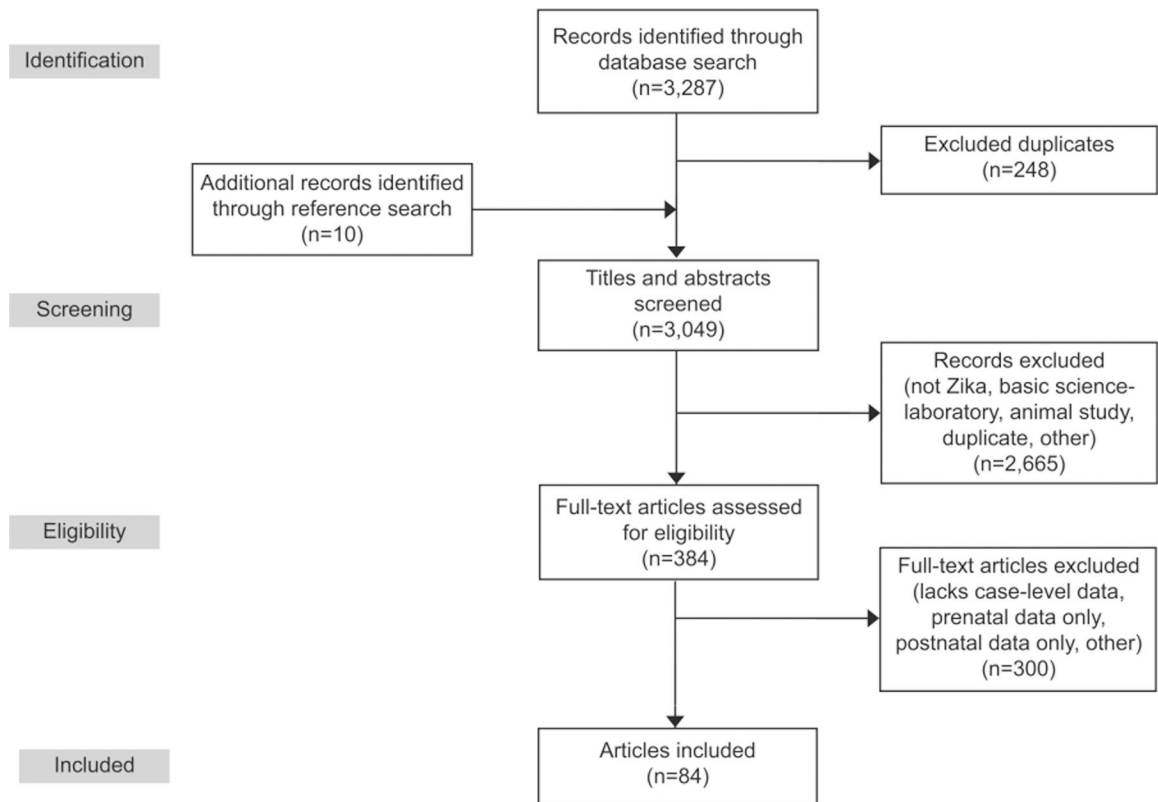 Identification
Records identified through
database search
(n=3,287)
Excluded duplicates
(n=248)
Additional records identified
through reference search
(n=10)
Screening
Titles and abstracts
screened
(n=3,049)
Records excluded
(not Zika, basic science-
laboratory, animal study,
duplicate, other)
(n=2,665)
Eligibility
Full-text articles assessed
for eligibility
(n=384)
Full-text articles excluded
(lacks case-level data,
prenatal data only,
postnatal data only, other)
(n=300)
Included
Articles included
(n=84)